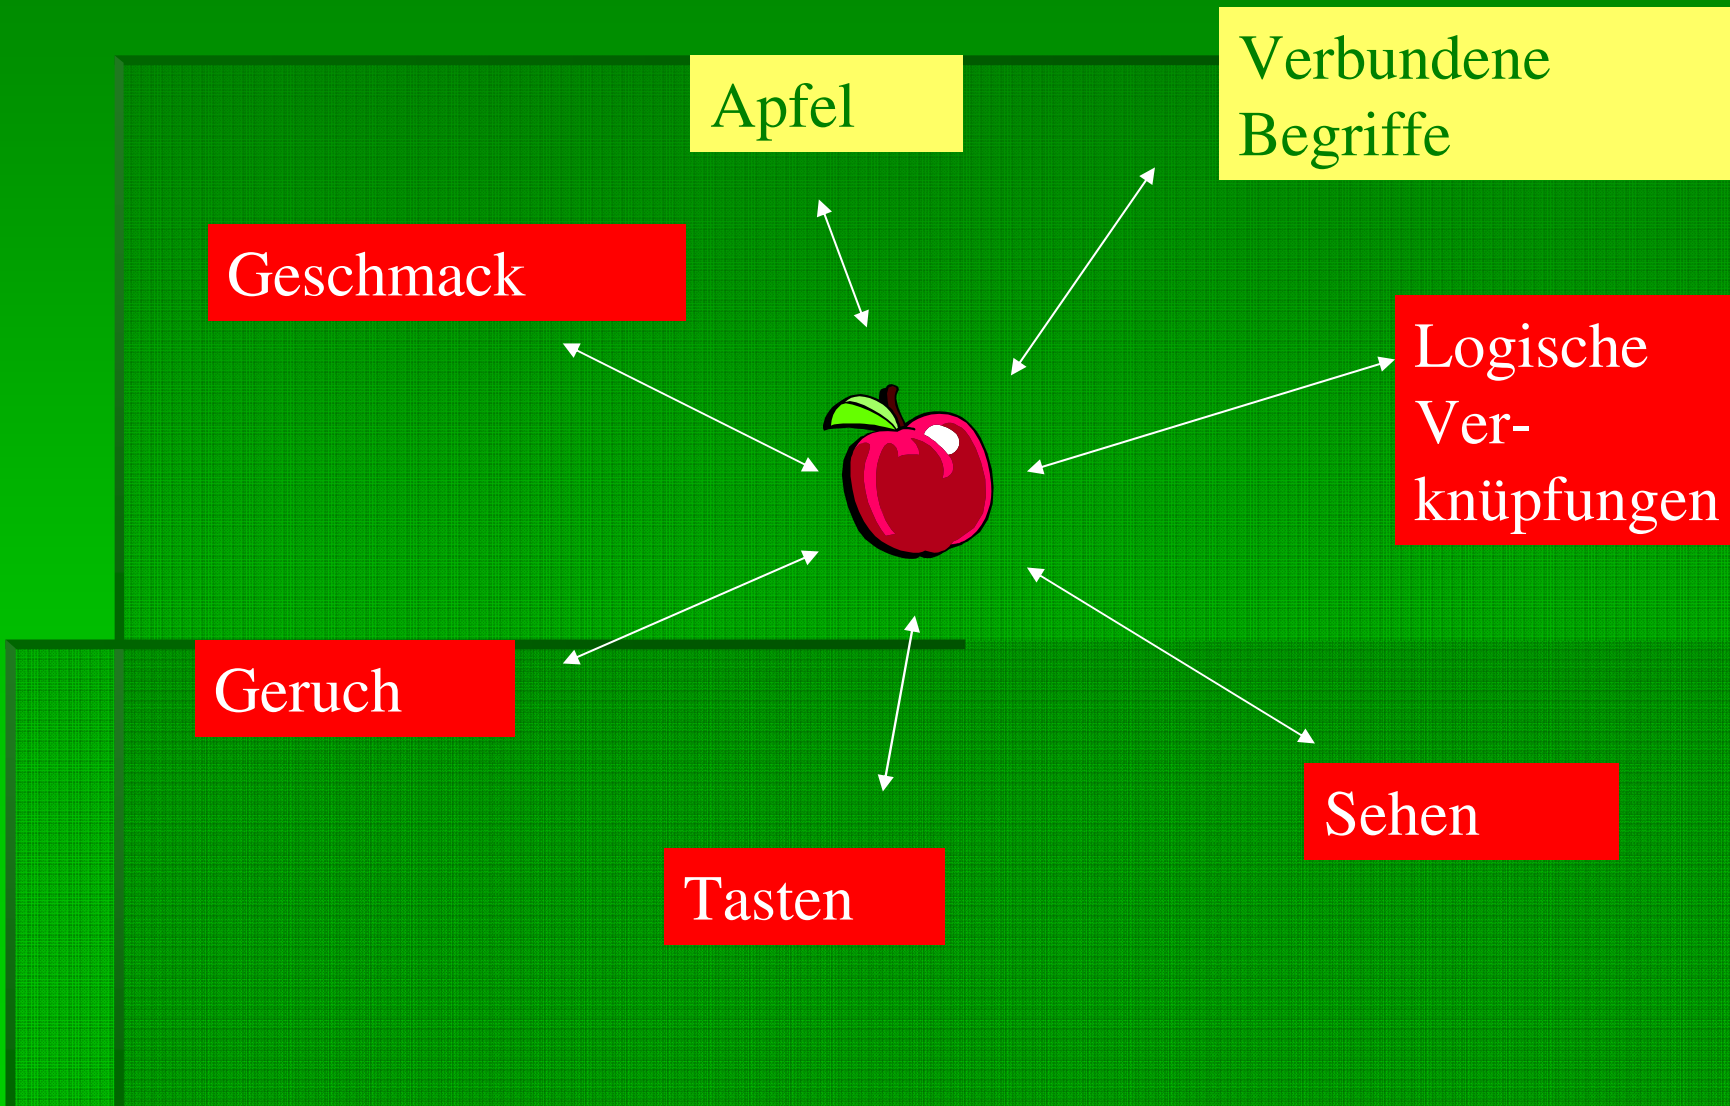 Apfel
Verbundene
Begriffe
Geschmack
Logische
Ver-
knüpfungen
Geruch
Sehen
Tasten